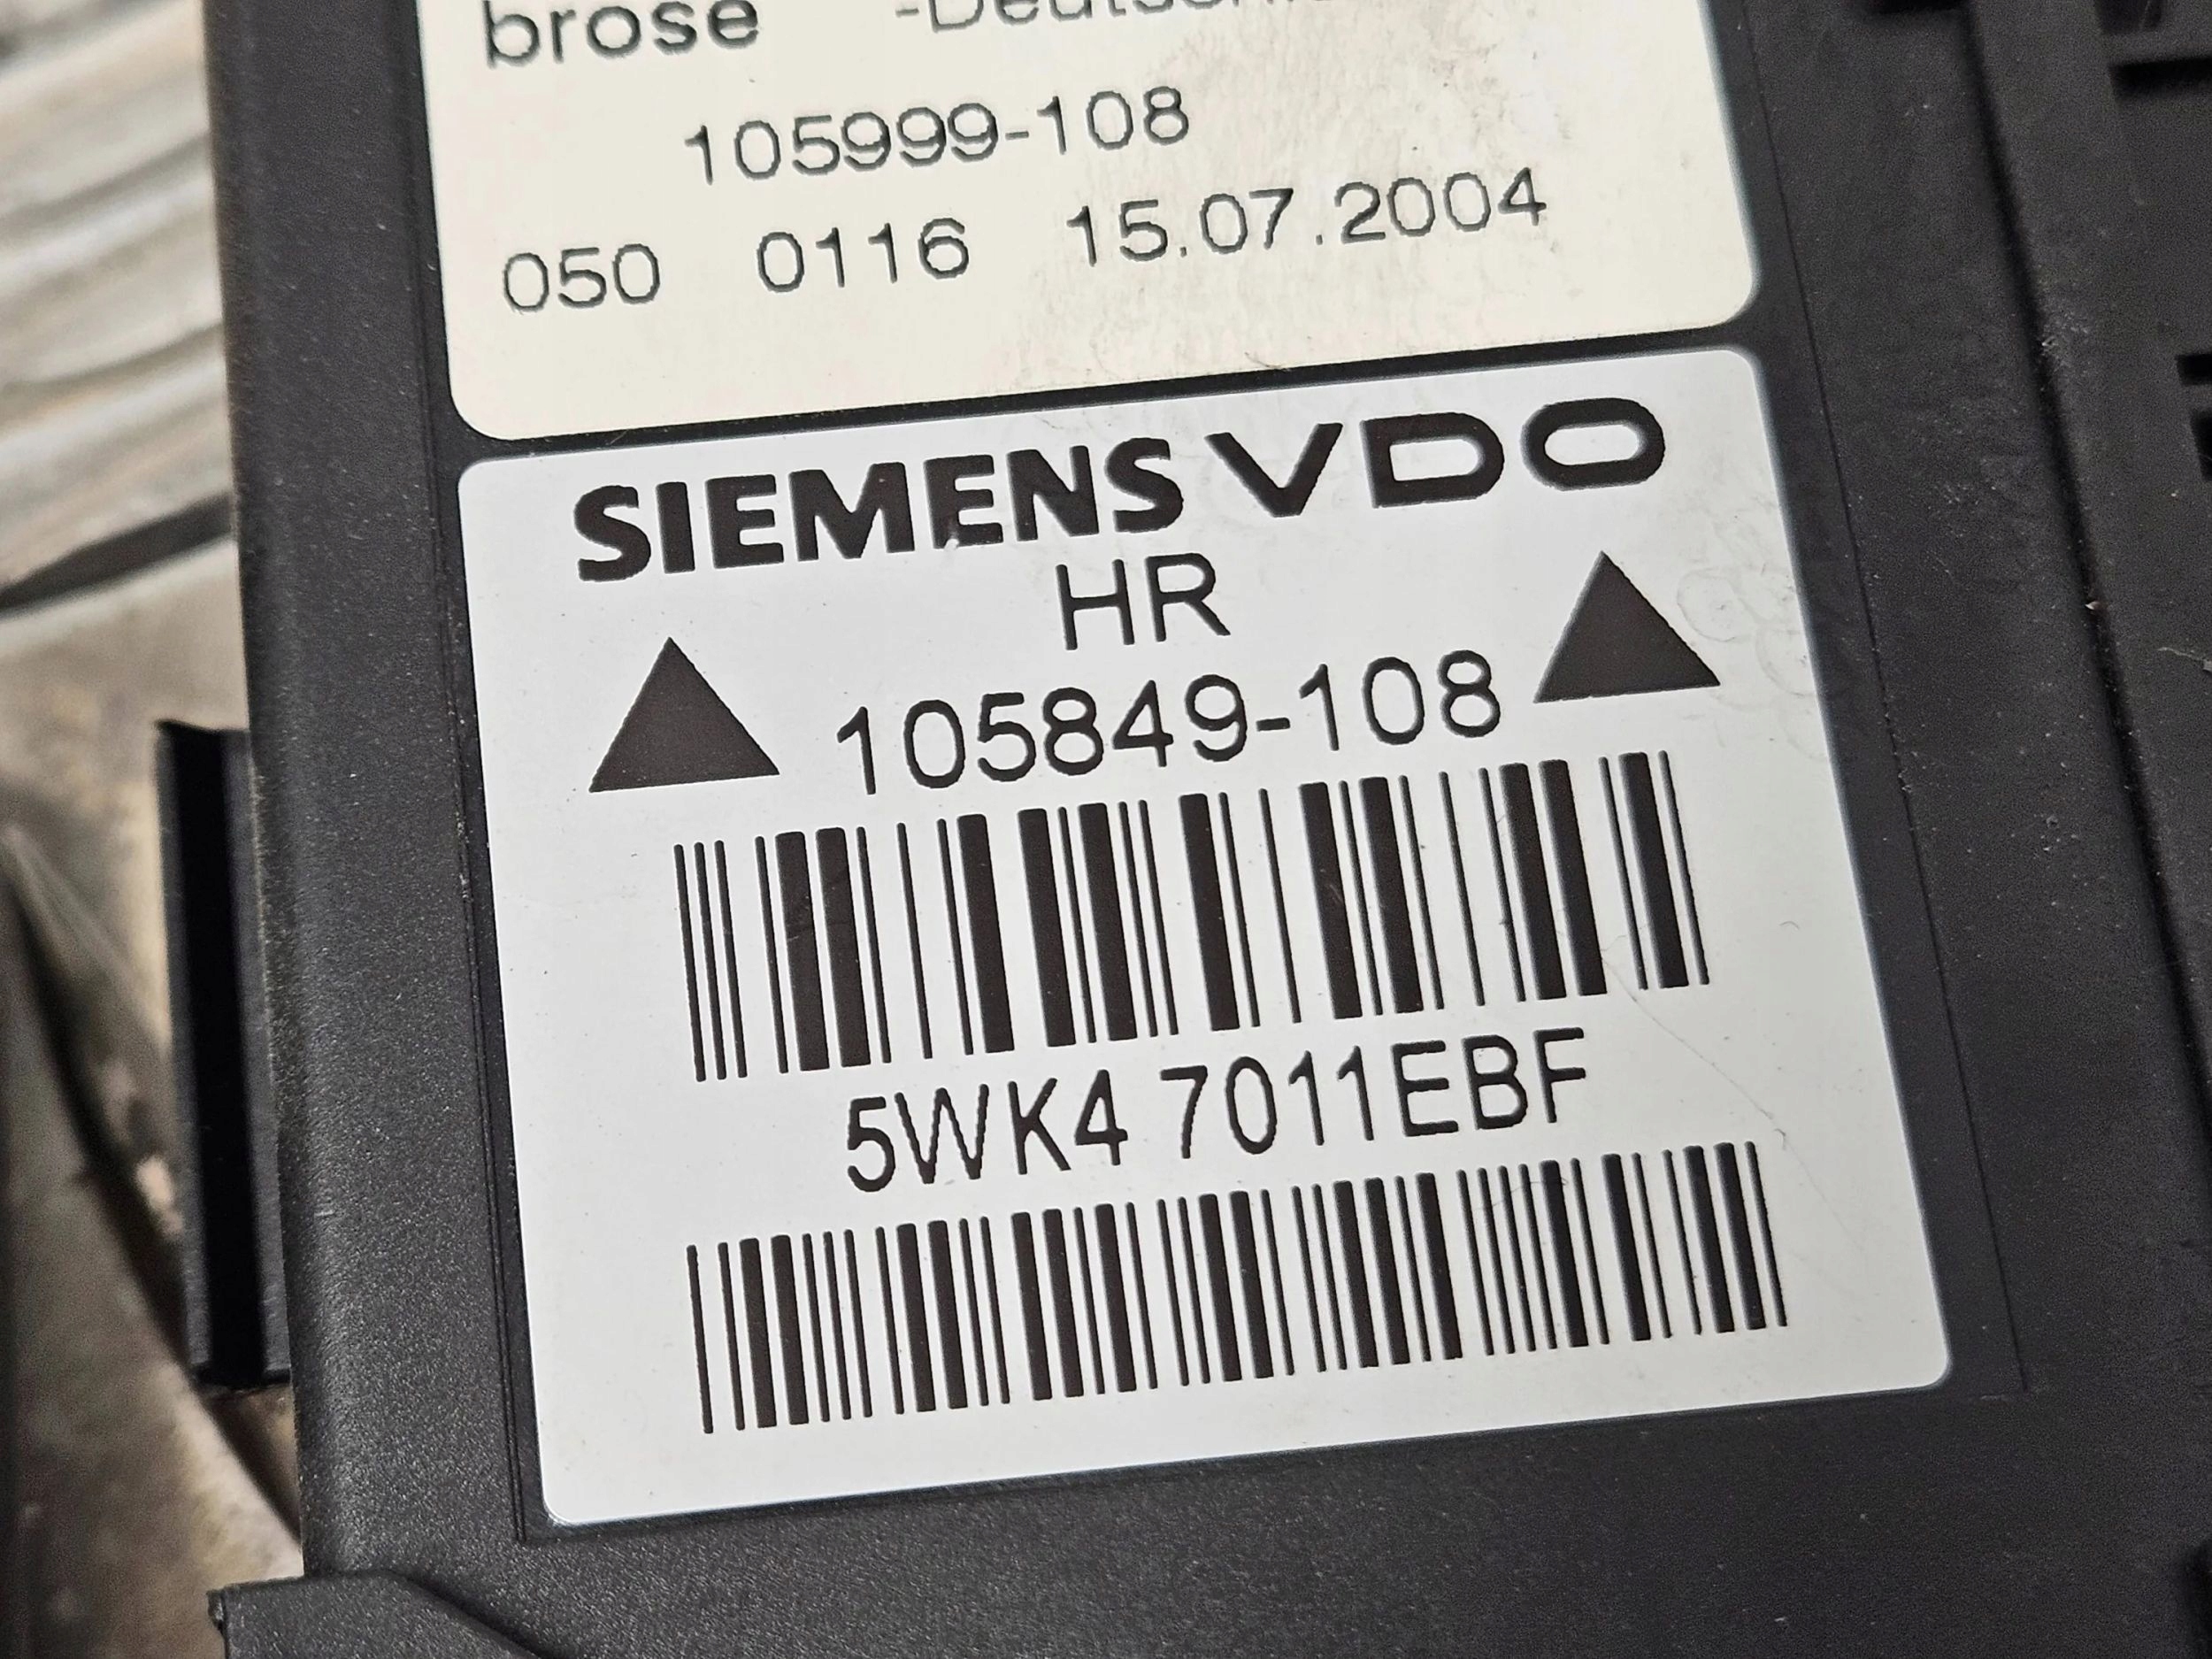 brose
105999-108
050 0116 15.07.2004
SIEMENS VDO
HR
105849-108
5WK4 7011EBF